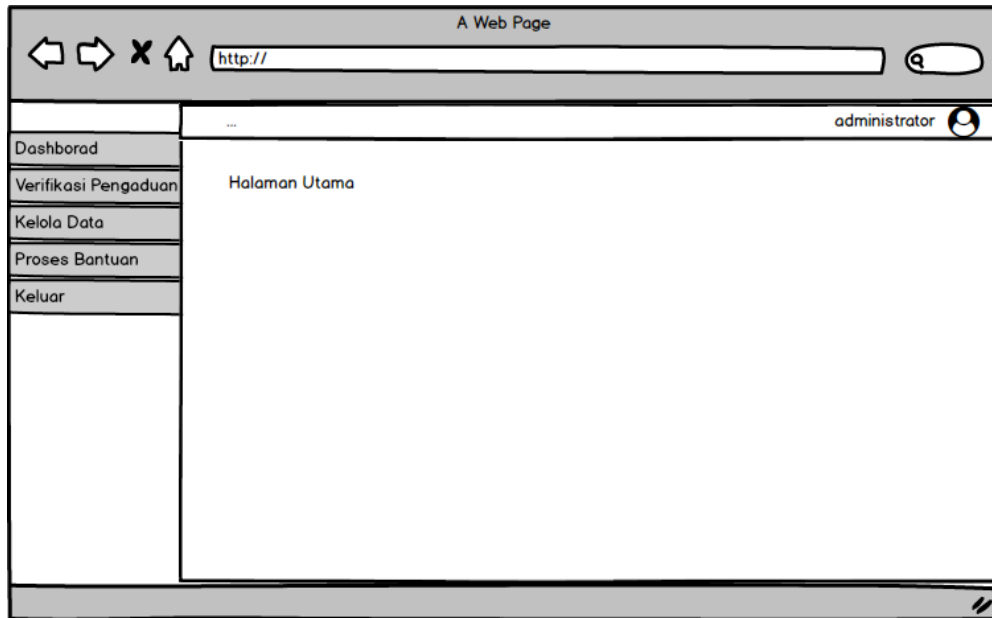 A Web Page
http://
... administrator
Dashborad
Verifikasi Pengaduan
Kelola Data
Proses Bantuan
Keluar
Halaman Utama